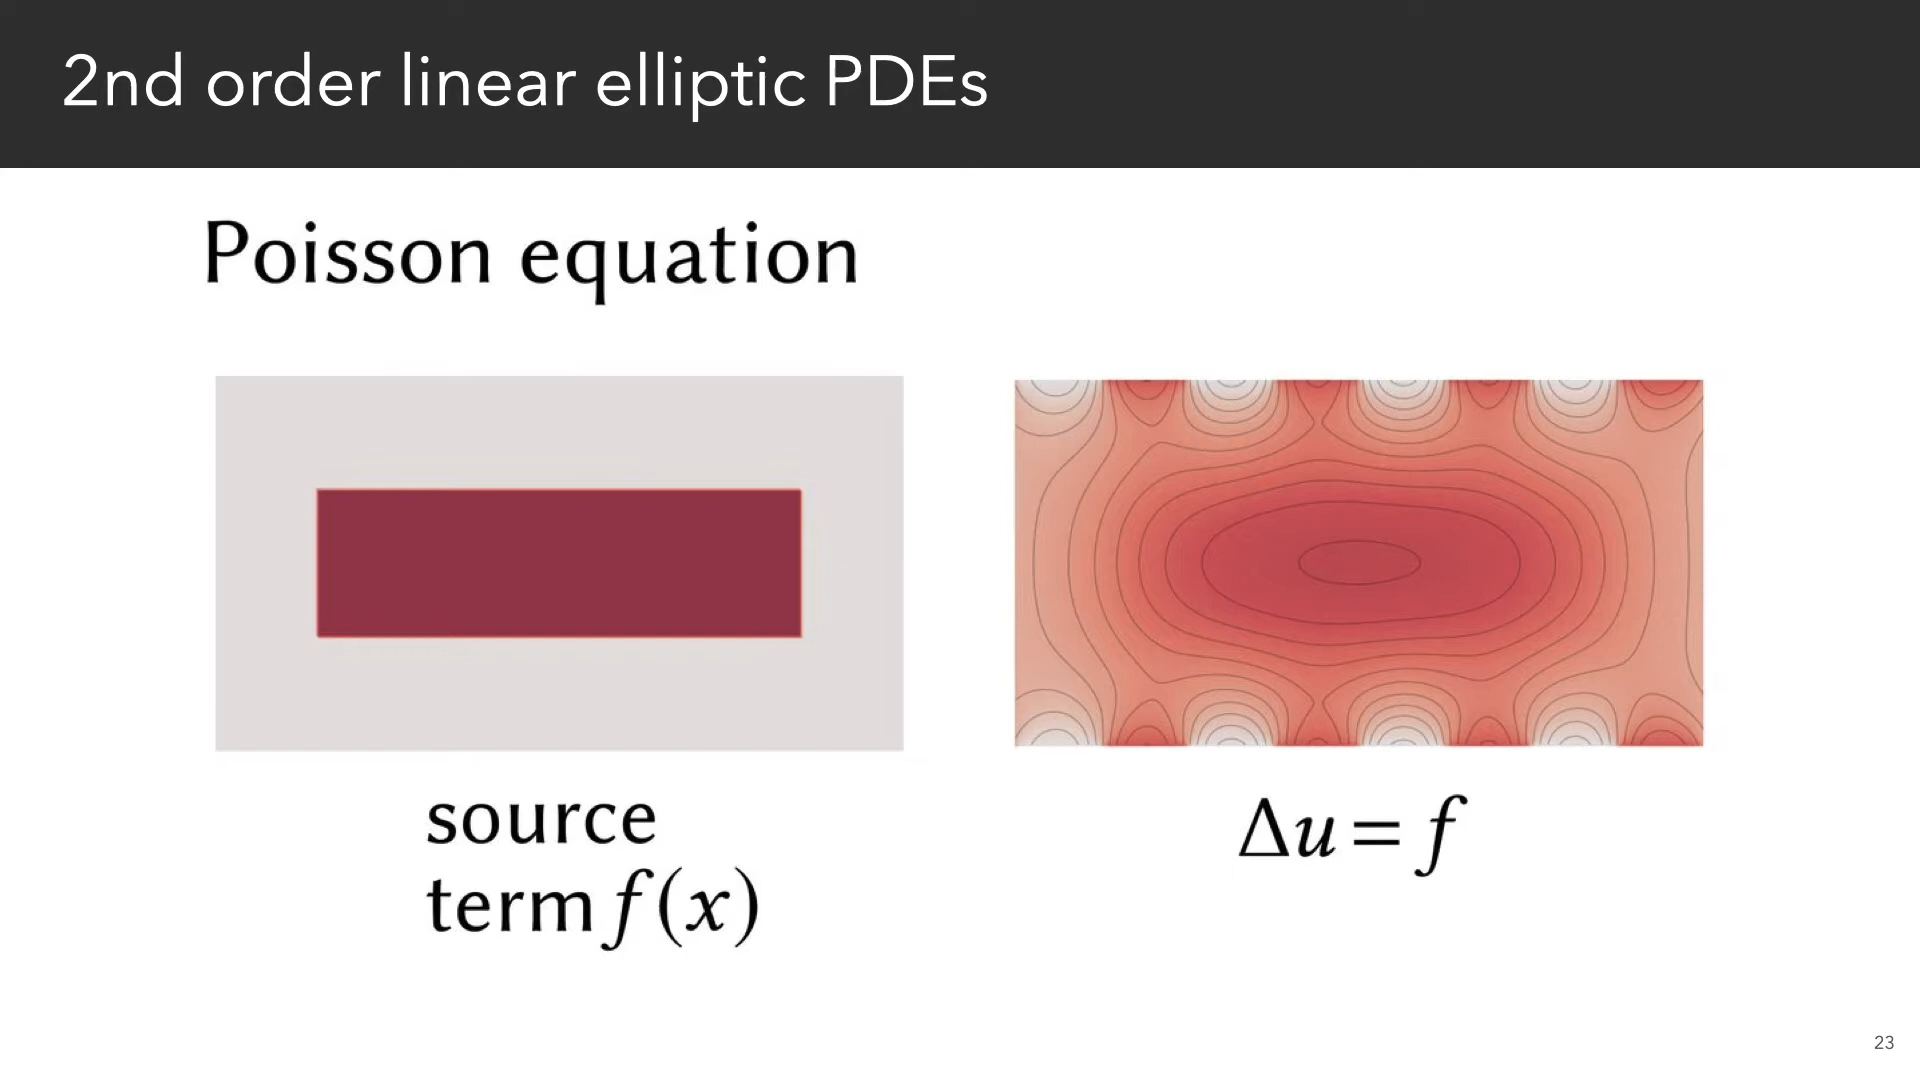 2nd order linear elliptic PDEs
Poisson equation
source
term f(x)
Δu = f
23